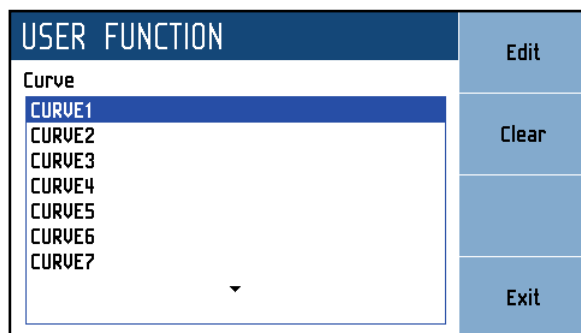 USER FUNCTION
Curve
CURVE1
CURVE2
CURVE3
CURVE4
CURVE5
CURVE6
CURVE7
Edit
Clear
Exit